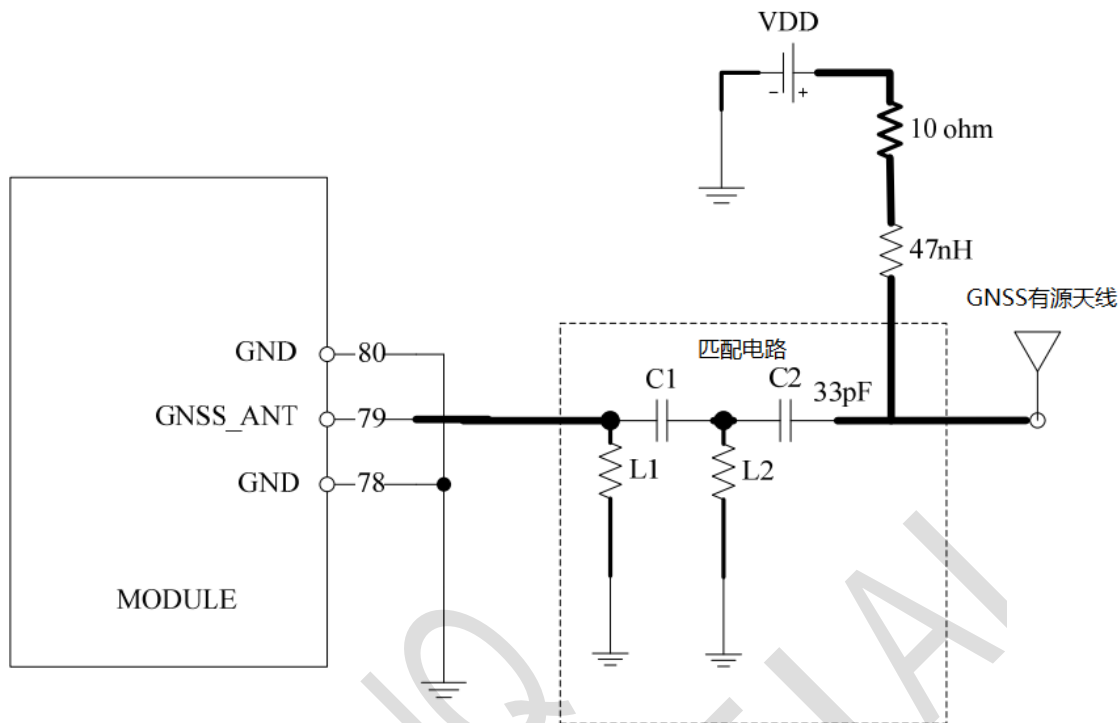 VDD
- +
10 ohm
47nH
GNSS有源天线
匹配电路
GND
80
C1
C2
33pF
GNSS_ANT
79
L1
L2
GND
78
MODULE